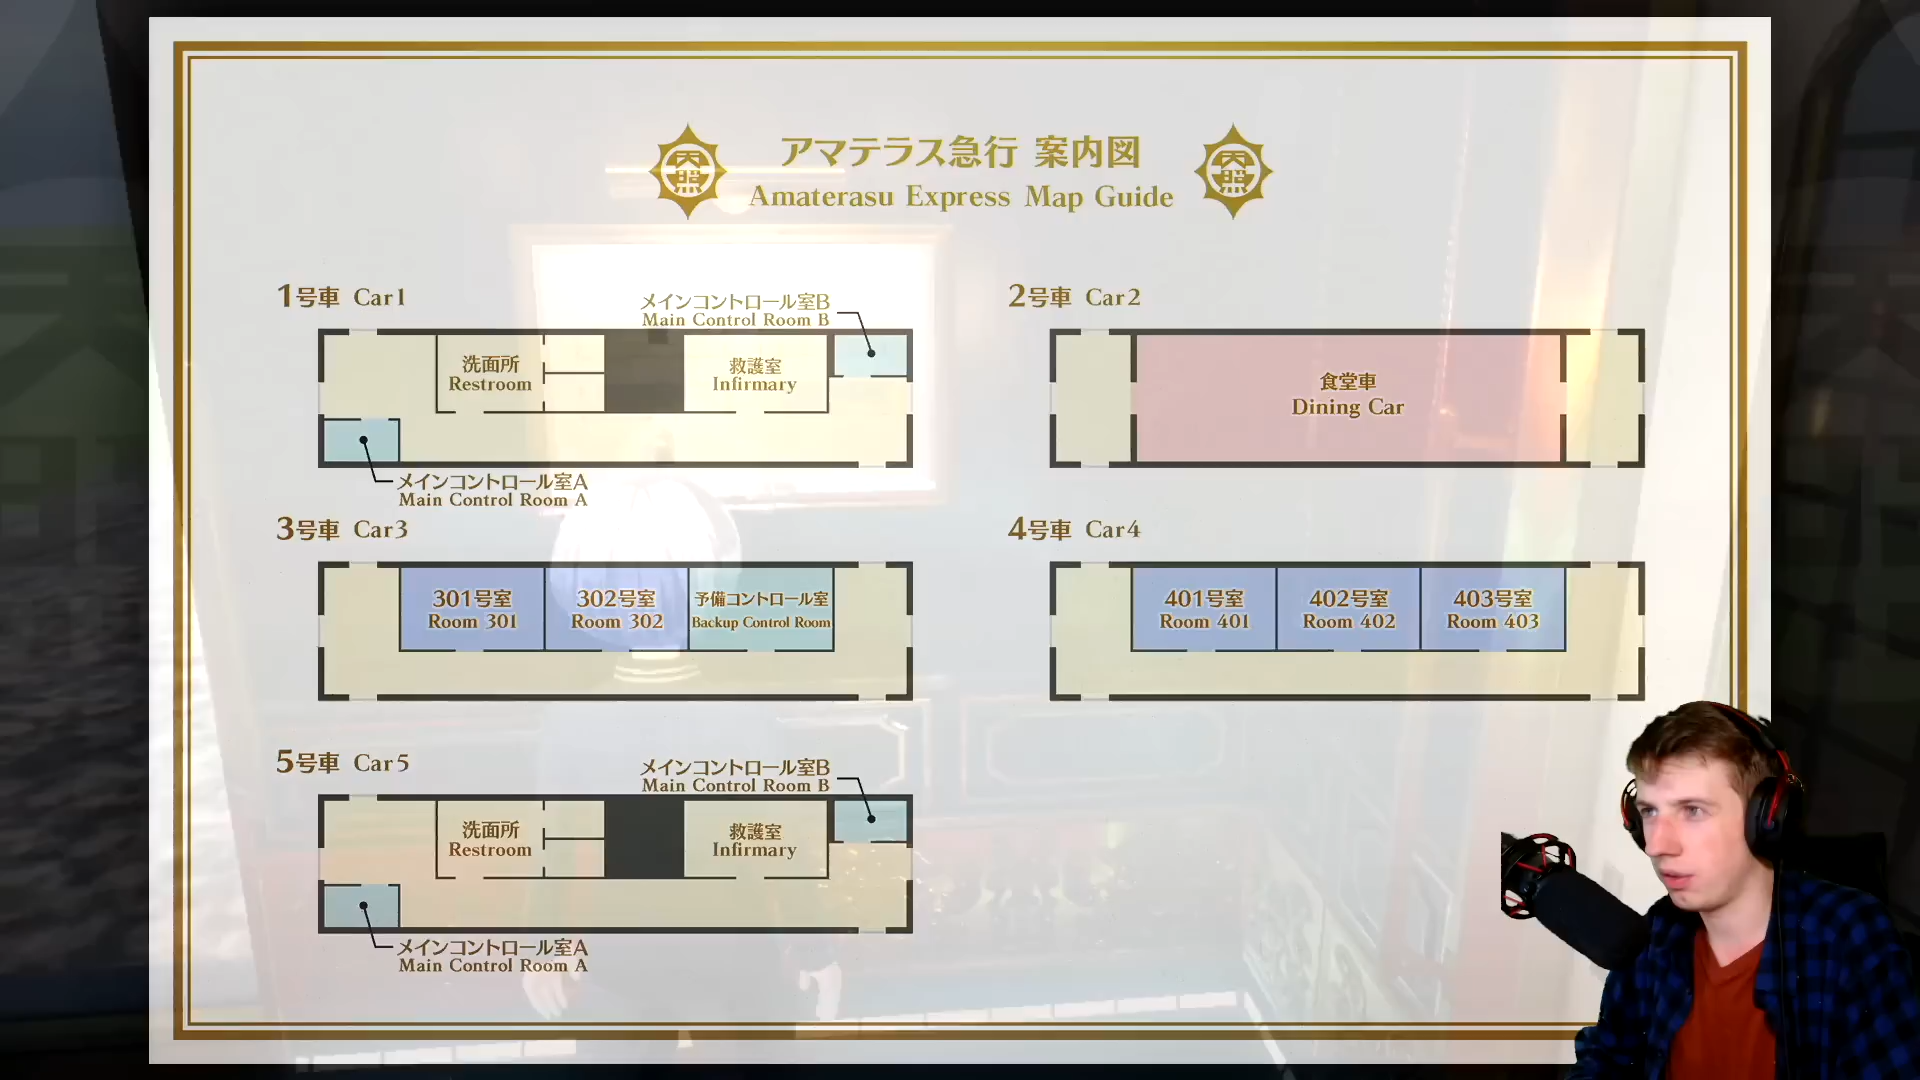 アマテラス急行 案内図
Amaterasu Express Map Guide
天照
天照
1号車 Car1
メインコントロール室B
Main Control Room B
洗面所
Restroom
救護室
Infirmary
メインコントロール室A
Main Control Room A
2号車 Car2
食堂車
Dining Car
3号車 Car3
301号室
Room 301
302号室
Room 302
予備コントロール室
Backup Control Room
4号車 Car4
401号室
Room 401
402号室
Room 402
403号室
Room 403
5号車 Car5
メインコントロール室B
Main Control Room B
洗面所
Restroom
救護室
Infirmary
メインコントロール室A
Main Control Room A